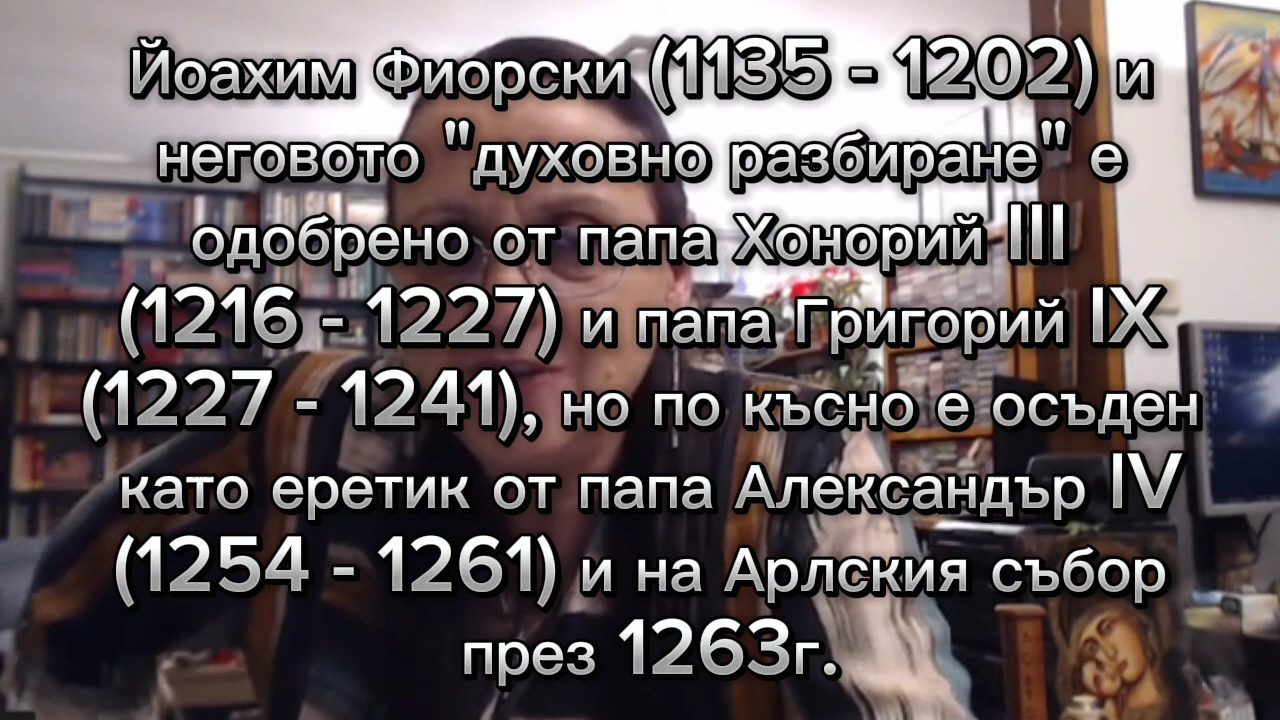 Йоахим Фиорски (1135 - 1202) и
неговото "духовно разбиране" е
одобрено от папа Хонорий III
(1216 - 1227) и папа Григорий IX
(1227 - 1241), но по късно е осъден
като еретик от папа Александър IV
(1254 - 1261) и на Арлския събор
през 1263г.